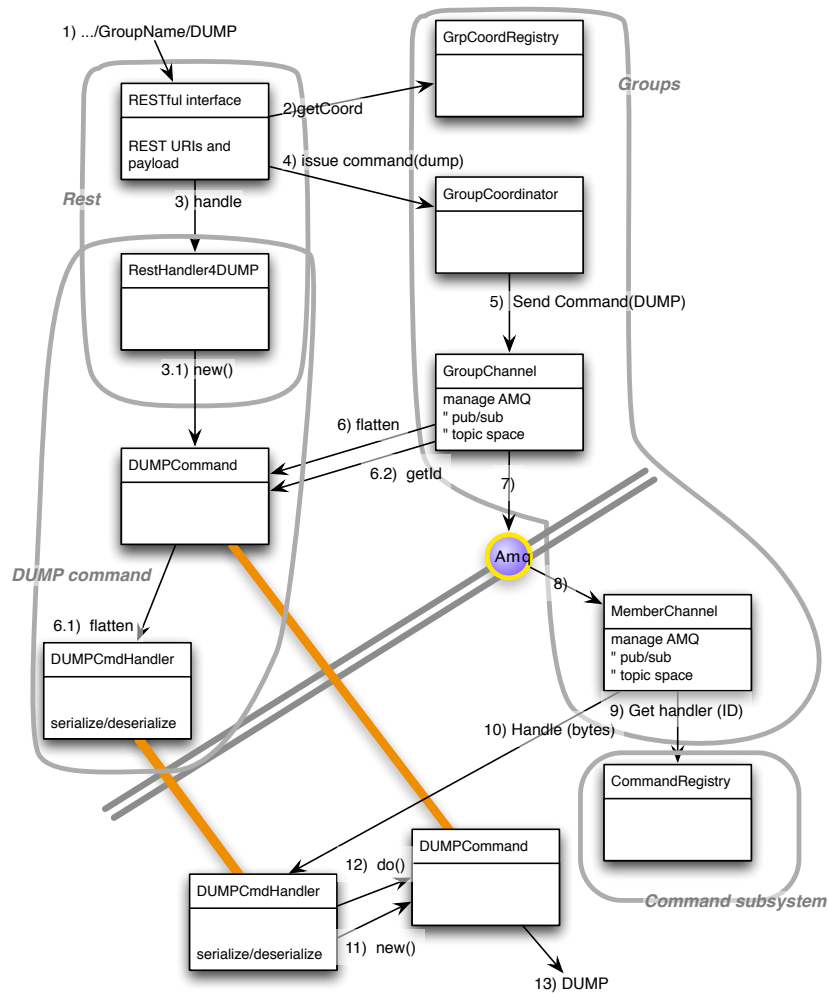 1) .../GroupName/DUMP
GrpCoordRegistry
Groups
RESTful interface
REST URIs and
payload
2)getCoord
4) issue command(dump)
GroupCoordinator
Rest
3) handle
RestHandler4DUMP
5) Send Command(DUMP)
3.1) new()
GroupChannel
manage AMQ
" pub/sub
" topic space
6) flatten
6.2) getId
7)
DUMPCommand
Amq
8)
DUMP command
MemberChannel
manage AMQ
" pub/sub
" topic space
6.1) flatten
DUMPCmdHandler
serialize/deserialize
9) Get handler (ID)
10) Handle (bytes)
CommandRegistry
DUMPCommand
12) do()
DUMPCmdHandler
serialize/deserialize
11) new()
Command subsystem
13) DUMP